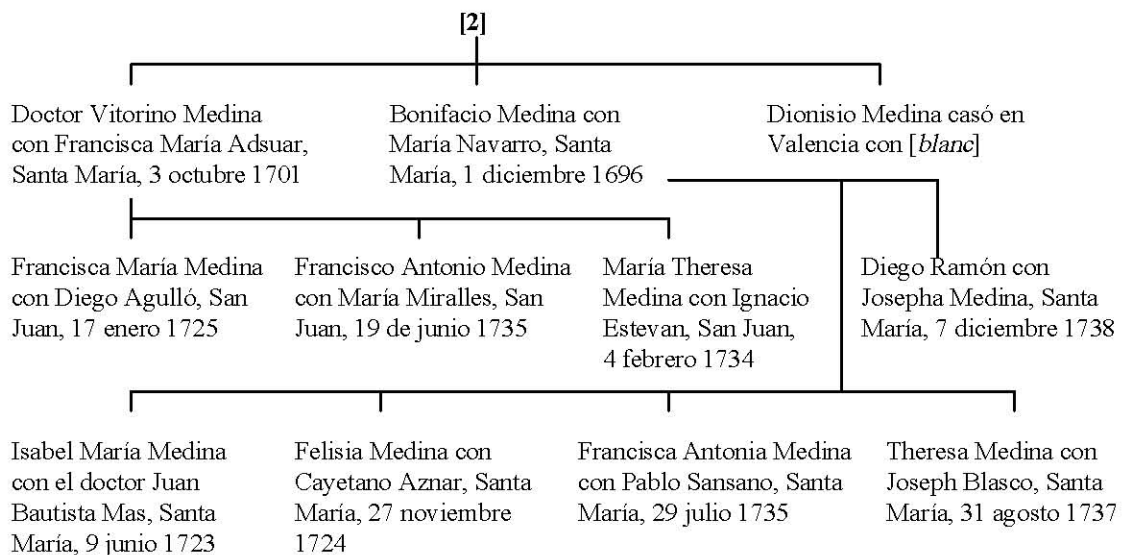 [2]
Doctor Vitorino Medina
con Francisca María Adsuar,
Santa María, 3 octubre 1701
Bonifacio Medina con
María Navarro, Santa
María, 1 diciembre 1696
Dionisio Medina casó en
Valencia con [blanc]
Francisca María Medina
con Diego Agulló, San
Juan, 17 enero 1725
Francisco Antonio Medina
con María Miralles, San
Juan, 19 de junio 1735
María Theresa
Medina con Ignacio
Estevan, San Juan,
4 febrero 1734
Diego Ramón con
Josepha Medina, Santa
María, 7 diciembre 1738
Isabel María Medina
con el doctor Juan
Bautista Mas, Santa
María, 9 junio 1723
Felisia Medina con
Cayetano Aznar, Santa
María, 27 noviembre
1724
Francisca Antonia Medina
con Pablo Sansano, Santa
María, 29 julio 1735
Theresa Medina con
Joseph Blasco, Santa
María, 31 agosto 1737